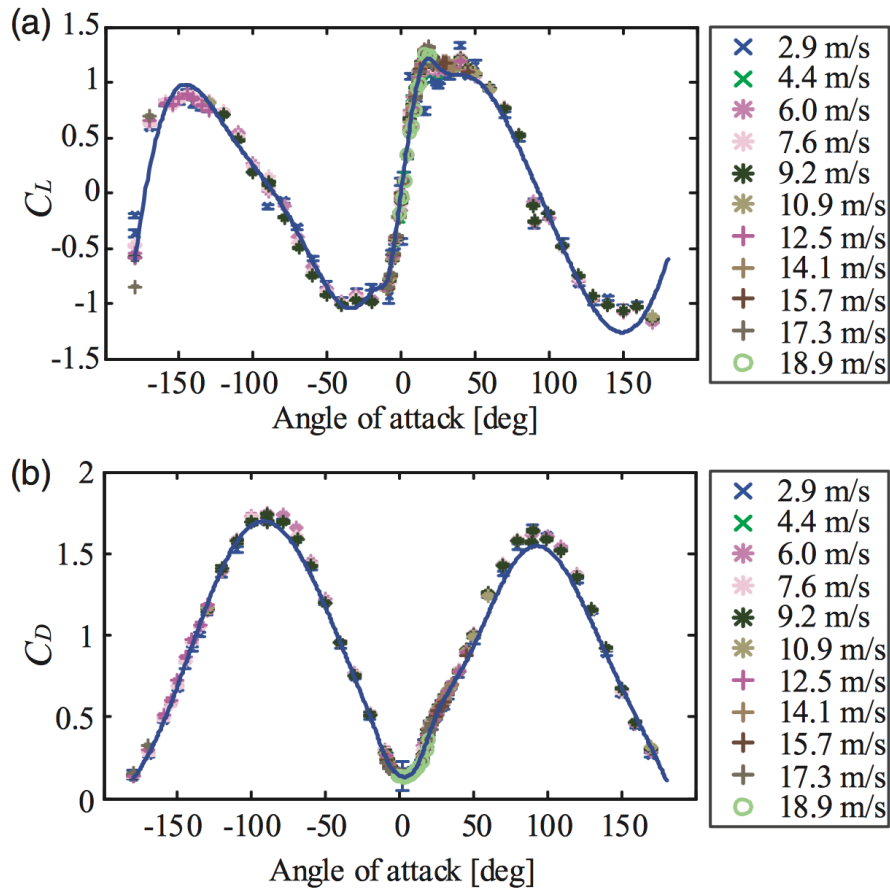 (a)
1.5
1
0.5
0
-0.5
-1
-1.5
C_L
-150 -100 -50 0 50 100 150
Angle of attack [deg]
2.9 m/s
4.4 m/s
6.0 m/s
7.6 m/s
9.2 m/s
10.9 m/s
12.5 m/s
14.1 m/s
15.7 m/s
17.3 m/s
18.9 m/s
(b)
2
1.5
1
0.5
0
C_D
-150 -100 -50 0 50 100 150
Angle of attack [deg]
2.9 m/s
4.4 m/s
6.0 m/s
7.6 m/s
9.2 m/s
10.9 m/s
12.5 m/s
14.1 m/s
15.7 m/s
17.3 m/s
18.9 m/s